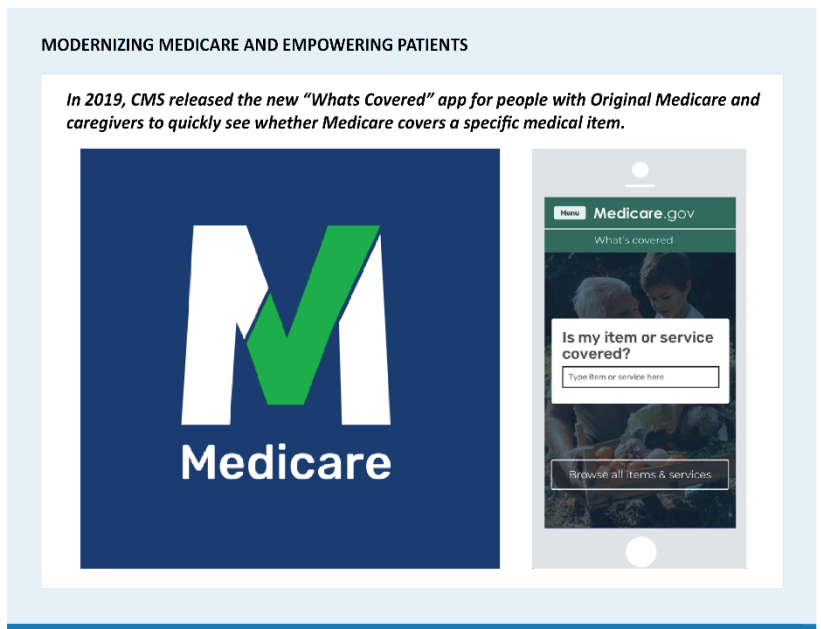 MODERNIZING MEDICARE AND EMPOWERING PATIENTS
In 2019, CMS released the new “Whats Covered” app for people with Original Medicare and
caregivers to quickly see whether Medicare covers a specific medical item.
Medicare
Menu Medicare.gov
What's covered
Is my item or service
covered?
Type item or service here
Browse all items & services